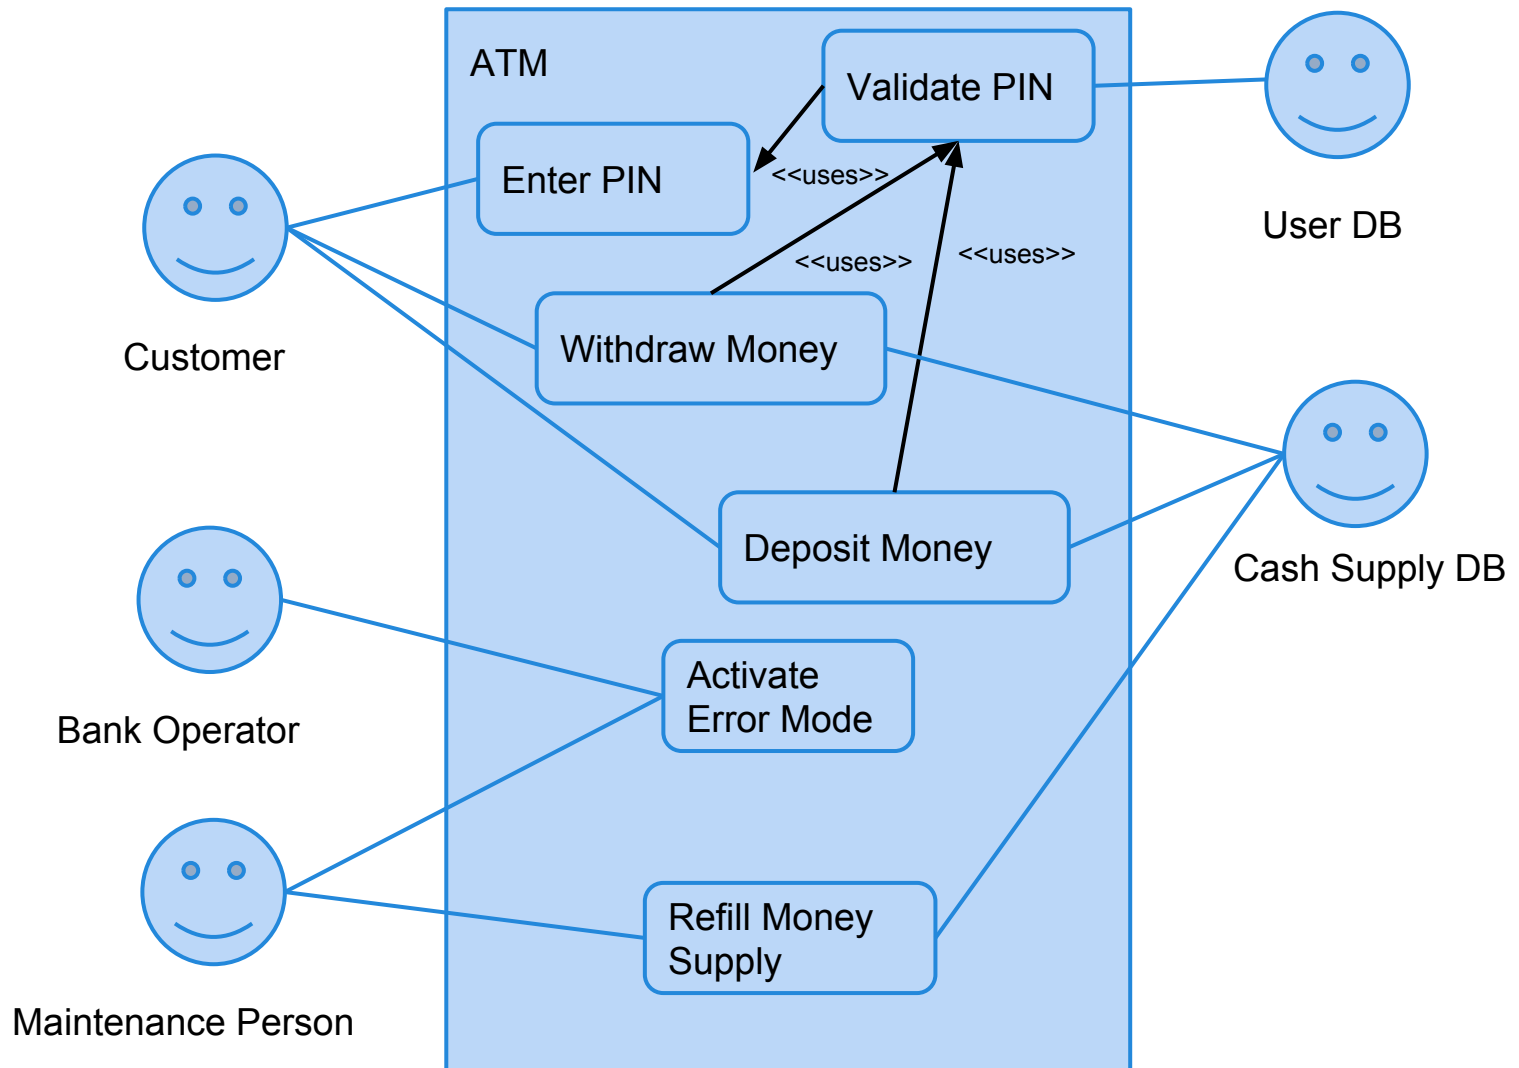 ATM
Validate PIN
Enter PIN
<<uses>>
User DB
<<uses>>
<<uses>>
Customer
Withdraw Money
Deposit Money
Cash Supply DB
Activate
Error Mode
Bank Operator
Refill Money
Supply
Maintenance Person